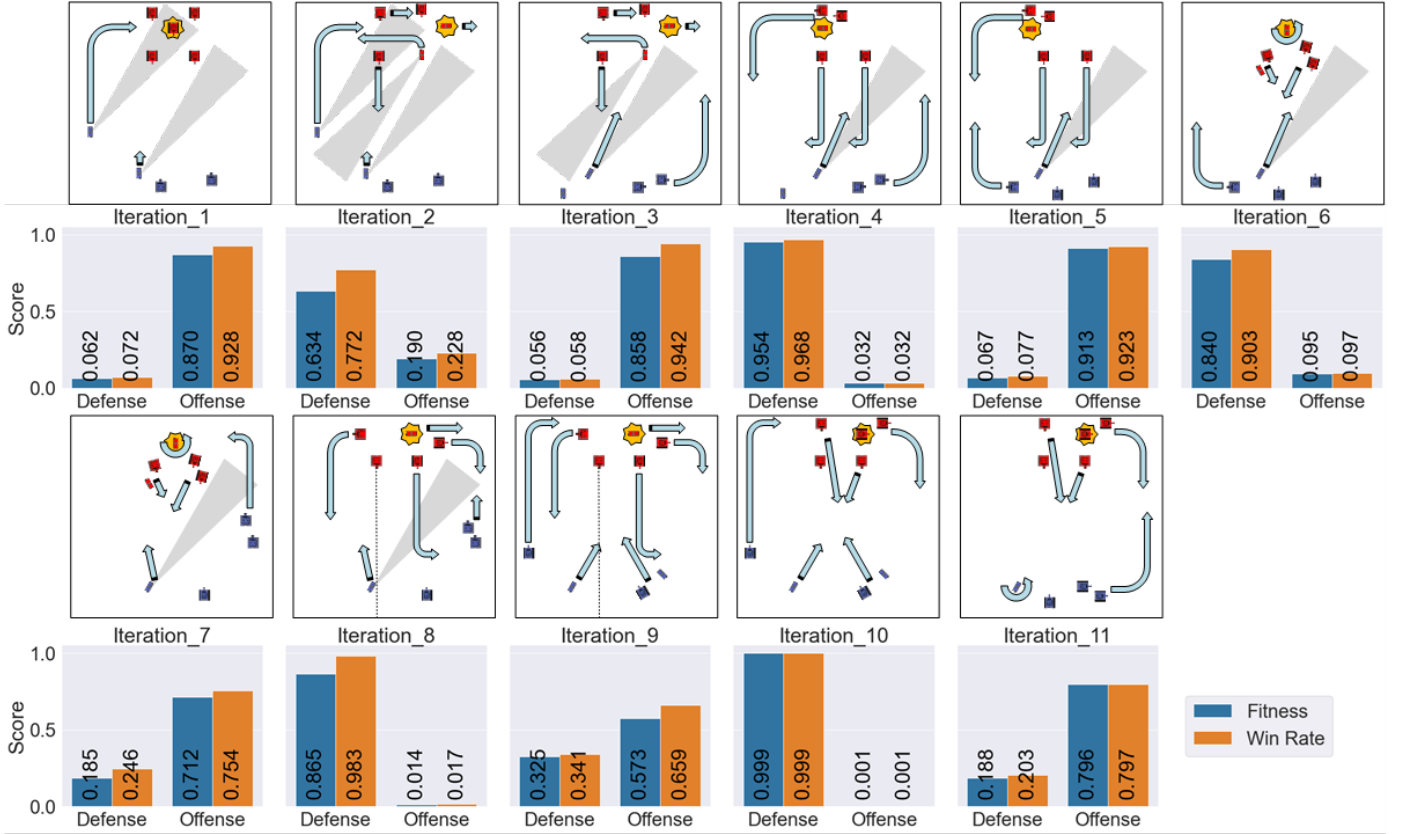 Iteration_1
Iteration_2
Iteration_3
Iteration_4
Iteration_5
Iteration_6
Score
1.0
0.5
0.0
0.062
0.072
0.870
0.928
Defense
Offense
0.634
0.772
0.190
0.228
Defense
Offense
0.056
0.058
0.858
0.942
Defense
Offense
0.954
0.968
0.032
0.032
Defense
Offense
0.067
0.077
0.913
0.923
Defense
Offense
0.840
0.903
0.095
0.097
Defense
Offense
Iteration_7
Iteration_8
Iteration_9
Iteration_10
Iteration_11
Score
1.0
0.5
0.0
0.185
0.246
0.712
0.754
Defense
Offense
0.865
0.983
0.014
0.017
Defense
Offense
0.325
0.341
0.573
0.659
Defense
Offense
0.999
0.999
0.001
0.001
Defense
Offense
0.188
0.203
0.796
0.797
Defense
Offense
Fitness
Win Rate